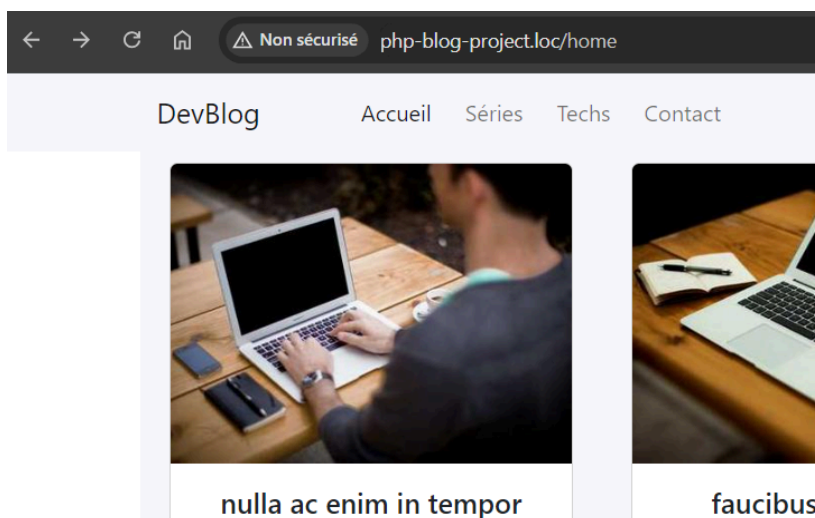 Non sécurisé php-blog-project.loc/home
DevBlog Accueil Séries Techs Contact
nulla ac enim in tempor
faucibus